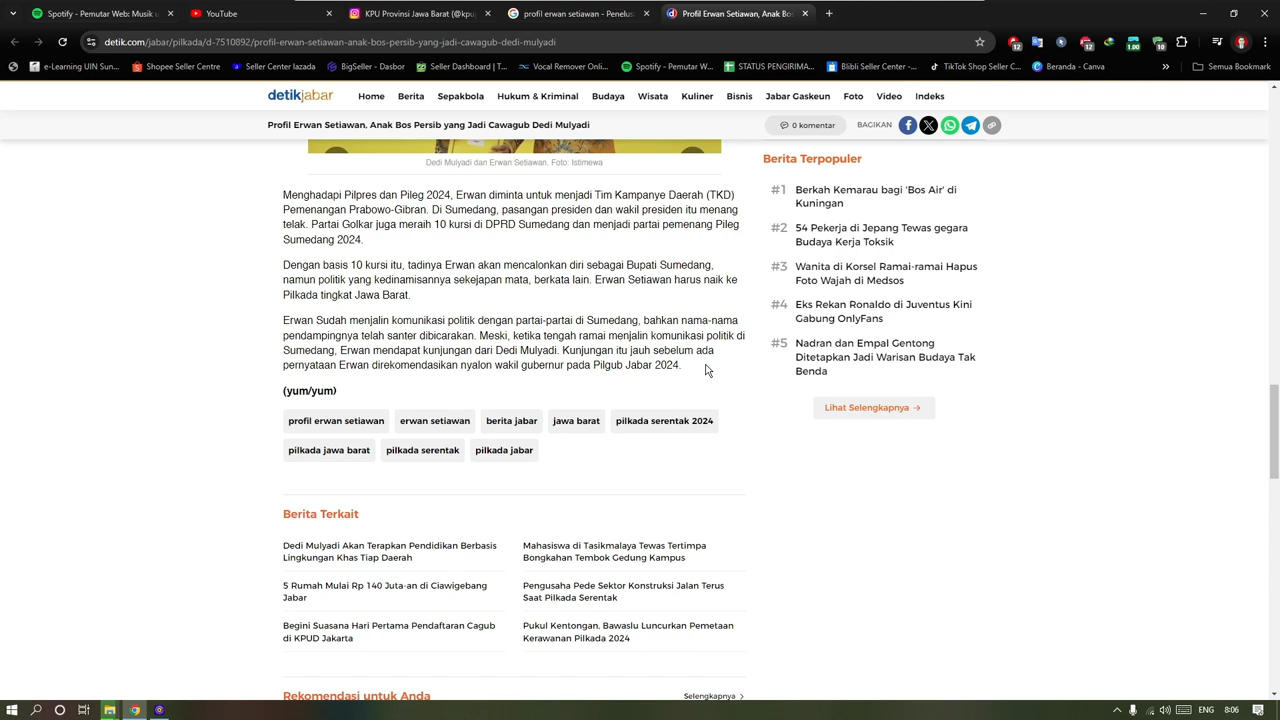 Spotify - Pemutar Web: Musik u
YouTube
KPU Provinsi Jawa Barat (@kpuj
profil erwan setiawan - Penelus
Profil Erwan Setiawan, Anak Bos
detik.com/jabar/pilkada/d-7510892/profil-erwan-setiawan-anak-bos-persib-yang-jadi-cawagub-dedi-mulyadi
e-Learning UIN Sun...
Shopee Seller Centre
Seller Center lazada
BigSeller - Dasbor
Seller Dashboard | T...
Vocal Remover Onli...
Spotify - Pemutar W...
STATUS PENGIRIMA...
Blibli Seller Center -...
TikTok Shop Seller C...
Beranda - Canva
Semua Bookmark
detikjabar
Home
Berita
Sepakbola
Hukum & Kriminal
Budaya
Wisata
Kuliner
Bisnis
Jabar Gaskeun
Foto
Video
Indeks
Profil Erwan Setiawan, Anak Bos Persib yang Jadi Cawagub Dedi Mulyadi
0 komentar
BAGIKAN
Dedi Mulyadi dan Erwan Setiawan. Foto: Istimewa
Menghadapi Pilpres dan Pileg 2024, Erwan diminta untuk menjadi Tim Kampanye Daerah (TKD)
Pemenangan Prabowo-Gibran. Di Sumedang, pasangan presiden dan wakil presiden itu menang
telak. Partai Golkar juga meraih 10 kursi di DPRD Sumedang dan menjadi partai pemenang Pileg
Sumedang 2024.
Dengan basis 10 kursi itu, tadinya Erwan akan mencalonkan diri sebagai Bupati Sumedang,
namun politik yang kedinamisannya sekejapan mata, berkata lain. Erwan Setiawan harus naik ke
Pilkada tingkat Jawa Barat.
Erwan Sudah menjalin komunikasi politik dengan partai-partai di Sumedang, bahkan nama-nama
pendampingnya telah santer dibicarakan. Meski, ketika tengah ramai menjalin komunikasi politik di
Sumedang, Erwan mendapat kunjungan dari Dedi Mulyadi. Kunjungan itu jauh sebelum ada
pernyataan Erwan direkomendasikan nyalon wakil gubernur pada Pilgub Jabar 2024.
(yum/yum)
profil erwan setiawan
erwan setiawan
berita jabar
jawa barat
pilkada serentak 2024
pilkada jawa barat
pilkada serentak
pilkada jabar
Berita Terkait
Dedi Mulyadi Akan Terapkan Pendidikan Berbasis
Lingkungan Khas Tiap Daerah
Mahasiswa di Tasikmalaya Tewas Tertimpa
Bongkahan Tembok Gedung Kampus
5 Rumah Mulai Rp 140 Juta-an di Ciawigebang
Jabar
Pengusaha Pede Sektor Konstruksi Jalan Terus
Saat Pilkada Serentak
Begini Suasana Hari Pertama Pendaftaran Cagub
di KPUD Jakarta
Pukul Kentongan, Bawaslu Luncurkan Pemetaan
Kerawanan Pilkada 2024
Rekomendasi untuk Anda
Selengkapnya
Berita Terpopuler
#1 Berkah Kemarau bagi 'Bos Air' di
Kuningan
#2 54 Pekerja di Jepang Tewas gegara
Budaya Kerja Toksik
#3 Wanita di Korsel Ramai-ramai Hapus
Foto Wajah di Medsos
#4 Eks Rekan Ronaldo di Juventus Kini
Gabung OnlyFans
#5 Nadran dan Empal Gentong
Ditetapkan Jadi Warisan Budaya Tak
Benda
Lihat Selengkapnya
ENG
8:06